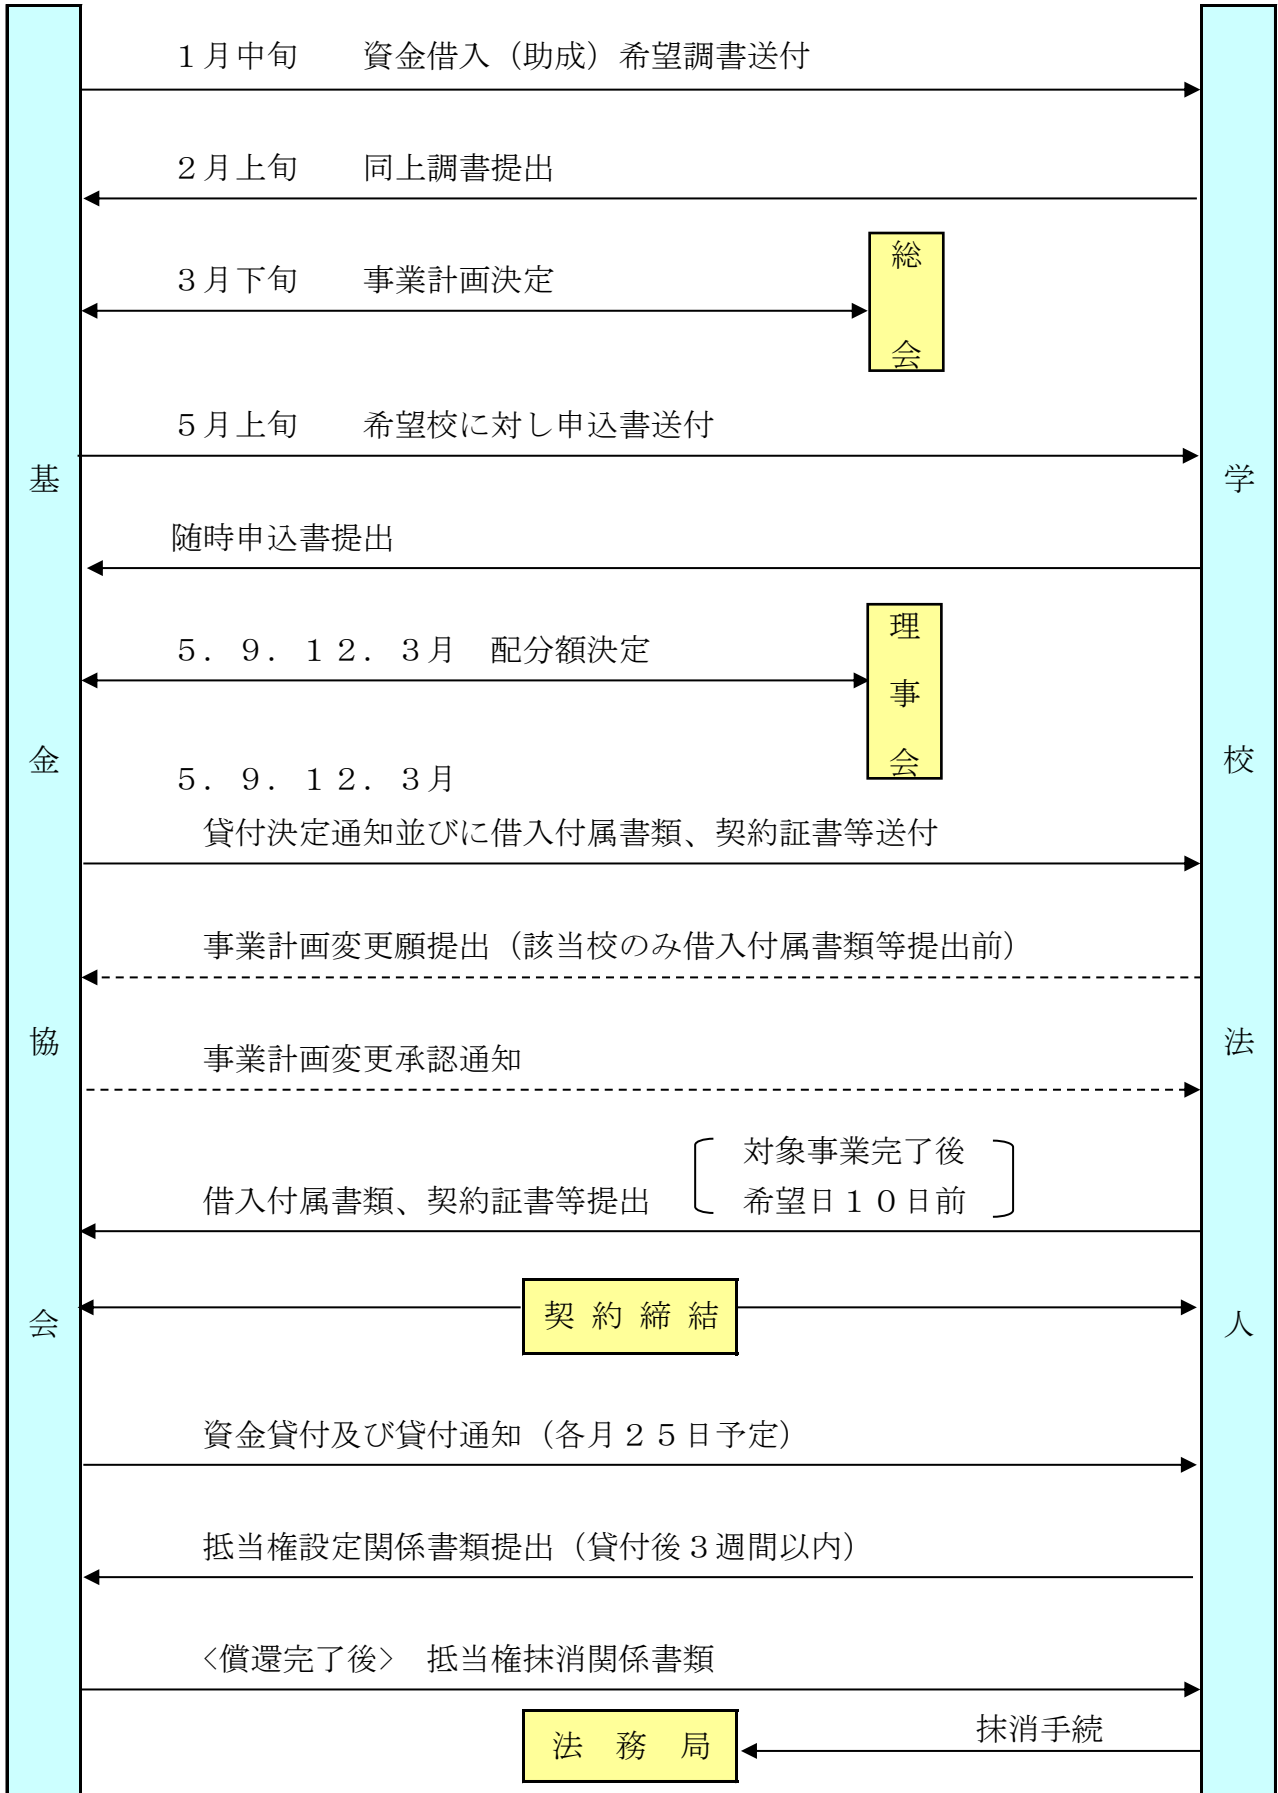 1月中旬　　資金借入（助成）希望調書送付
2月上旬　　同上調書提出
3月下旬　　事業計画決定
総会
5月上旬　　希望校に対し申込書送付
随時申込書提出
5．9．12．3月　配分額決定
理事会
5．9．12．3月
貸付決定通知並びに借入付属書類、契約証書等送付
事業計画変更願提出（該当校のみ借入付属書類等提出前）
事業計画変更承認通知
対象事業完了後
借入付属書類、契約証書等提出
希望日10日前
契約締結
資金貸付及び貸付通知（各月25日予定）
抵当権設定関係書類提出（貸付後3週間以内）
<償還完了後>　抵当権抹消関係書類
抹消手続
法務局
基金協会
学校法人